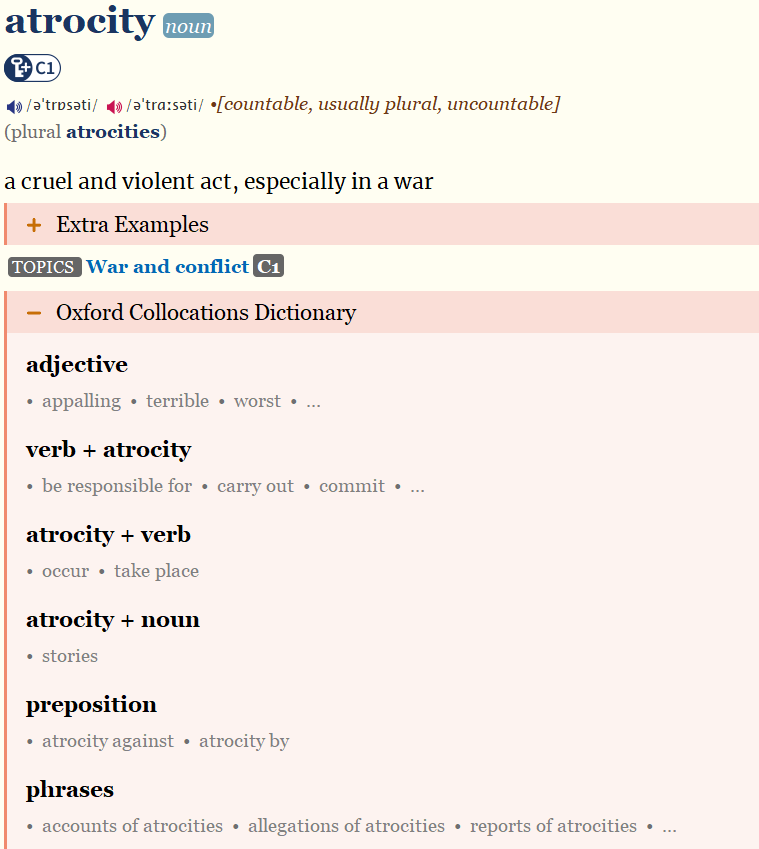 atrocity noun
C1
/əˈtrɒsəti/ /əˈtrɑːsəti/ •[countable, usually plural, uncountable]
(plural atrocities)
a cruel and violent act, especially in a war
+ Extra Examples
TOPICS War and conflict C1
− Oxford Collocations Dictionary
adjective
• appalling • terrible • worst • …
verb + atrocity
• be responsible for • carry out • commit • …
atrocity + verb
• occur • take place
atrocity + noun
• stories
preposition
• atrocity against • atrocity by
phrases
• accounts of atrocities • allegations of atrocities • reports of atrocities • …